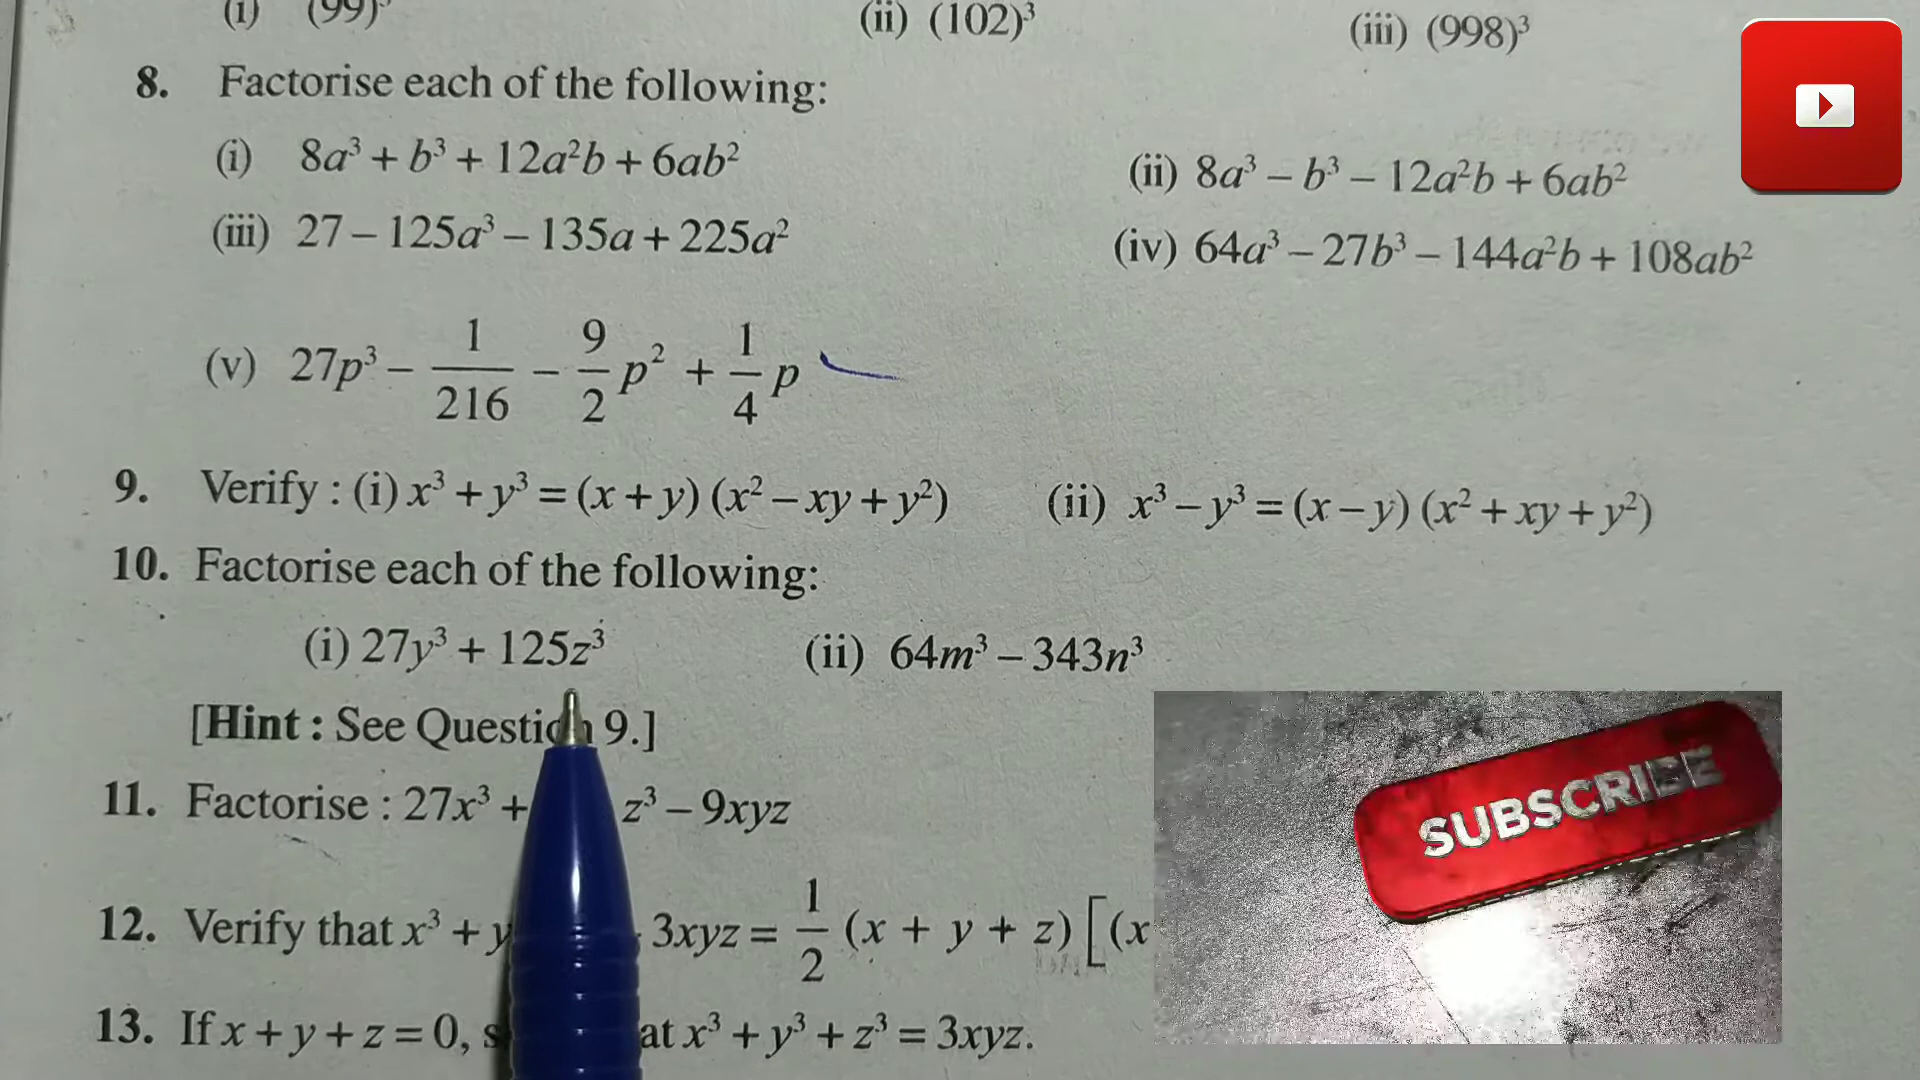 (i) (99)³ (ii) (102)³ (iii) (998)³
8. Factorise each of the following:
(i) 8a³ + b³ + 12a²b + 6ab² (ii) 8a³ – b³ – 12a²b + 6ab²
(iii) 27 – 125a³ – 135a + 225a² (iv) 64a³ – 27b³ – 144a²b + 108ab²
(v) 27p³ – 1/216 – 9/2 p² + 1/4 p
9. Verify : (i) x³ + y³ = (x + y) (x² – xy + y²) (ii) x³ – y³ = (x – y) (x² + xy + y²)
10. Factorise each of the following:
(i) 27y³ + 125z³ (ii) 64m³ – 343n³
[Hint : See Question 9.]
11. Factorise : 27x³ + z³ – 9xyz
12. Verify that x³ + y 3xyz = 1/2 (x + y + z) [(x
13. If x + y + z = 0, at x³ + y³ + z³ = 3xyz.
SUBSCRIBE